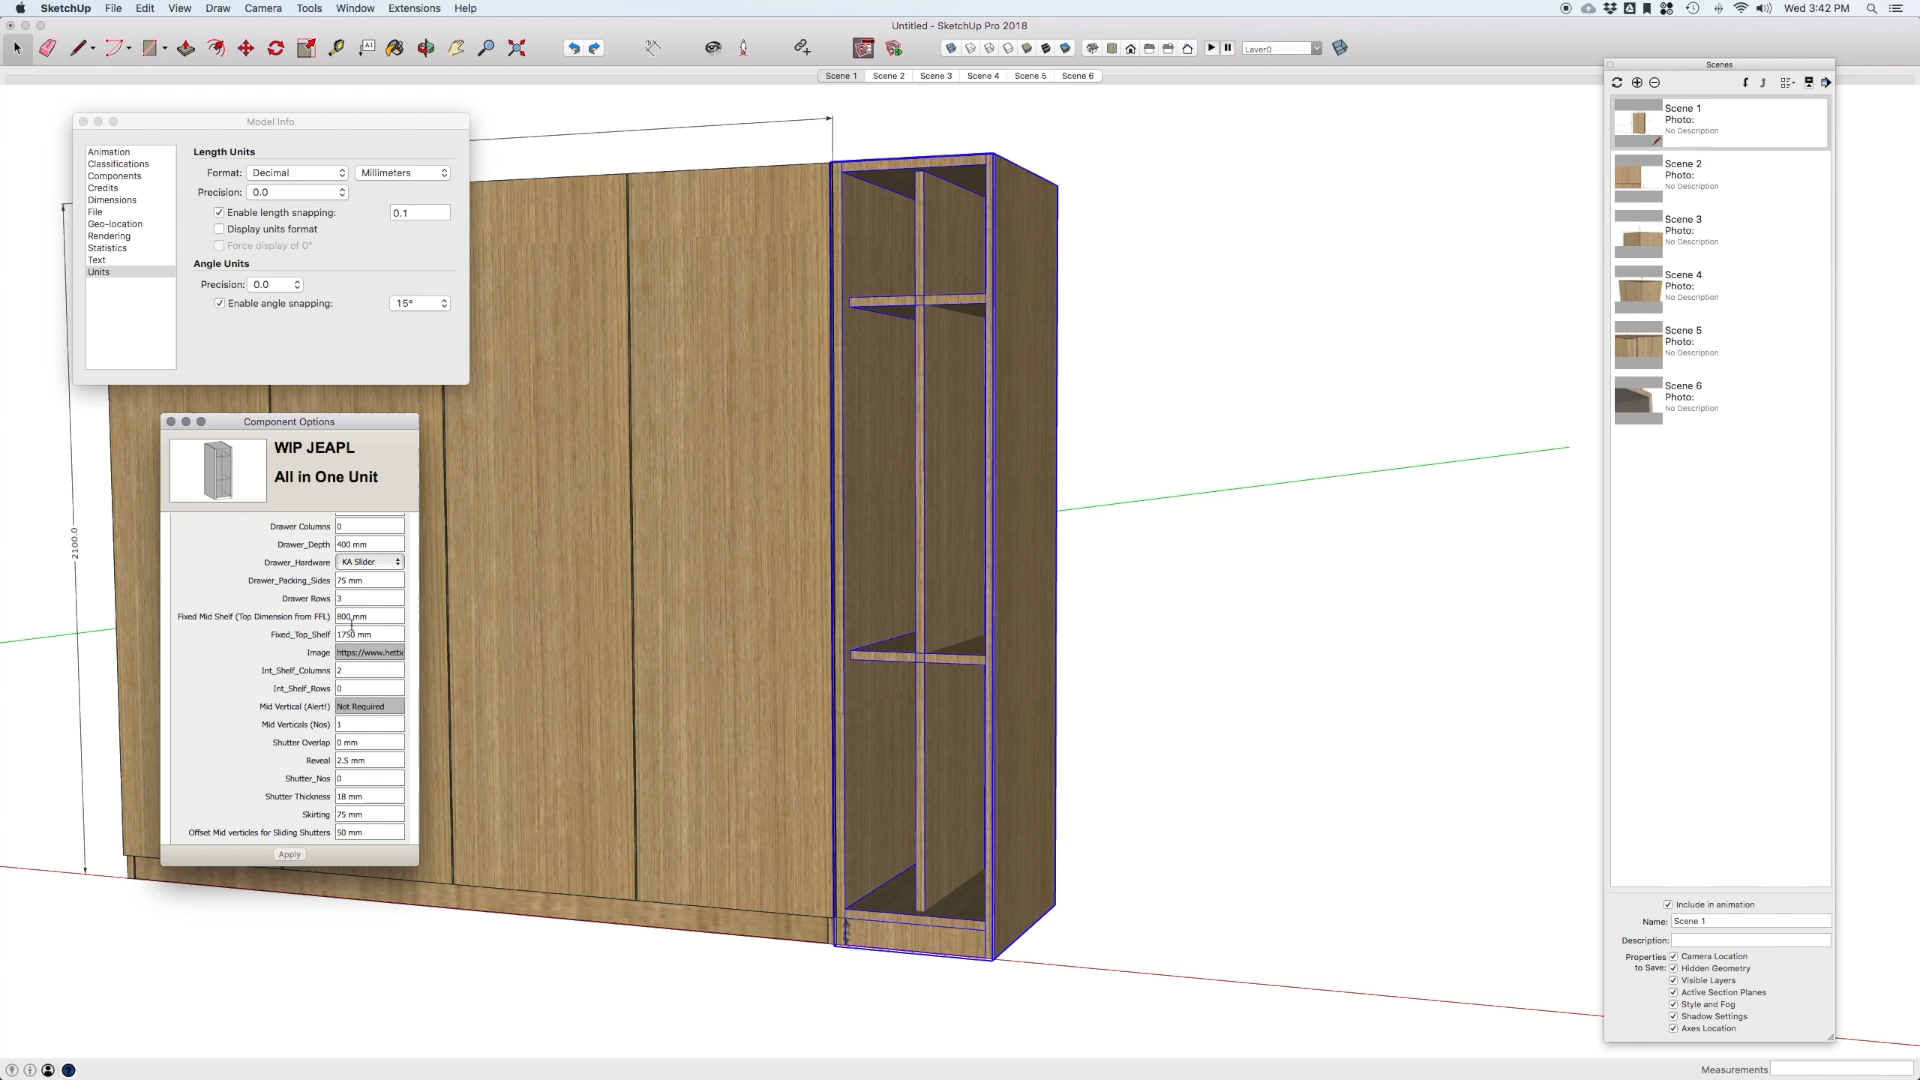 SketchUp File Edit View Draw Camera Tools Window Extensions Help
Wed 3:42 PM
Untitled - SketchUp Pro 2018
Layer0
Scene 1 Scene 2 Scene 3 Scene 4 Scene 5 Scene 6
Model Info
Animation
Classifications
Components
Credits
Dimensions
File
Geo-location
Rendering
Statistics
Text
Units
Length Units
Format: Decimal Millimeters
Precision: 0.0
Enable length snapping: 0.1
Display units format
Force display of 0"
Angle Units
Precision: 0.0
Enable angle snapping: 15°
2100.0
Component Options
WIP JEAPL
All in One Unit
Drawer Columns 0
Drawer_Depth 400 mm
Drawer_Hardware KA Slider
Drawer_Packing_Sides 75 mm
Drawer Rows 3
Fixed Mid Shelf (Top Dimension from FFL) 800 mm
Fixed_Top_Shelf 1750 mm
Image https://www.hettic
Int_Shelf_Columns 2
Int_Shelf_Rows 0
Mid Vertical (Alert!) Not Required
Mid Verticals (Nos) 1
Shutter Overlap 0 mm
Reveal 2.5 mm
Shutter_Nos 0
Shutter Thickness 18 mm
Skirting 75 mm
Offset Mid verticles for Sliding Shutters 50 mm
Apply
Scenes
Scene 1
Photo:
No Description
Scene 2
Photo:
No Description
Scene 3
Photo:
No Description
Scene 4
Photo:
No Description
Scene 5
Photo:
No Description
Scene 6
Photo:
No Description
Include in animation
Name: Scene 1
Description:
Properties to Save:
Camera Location
Hidden Geometry
Visible Layers
Active Section Planes
Style and Fog
Shadow Settings
Axes Location
Measurements